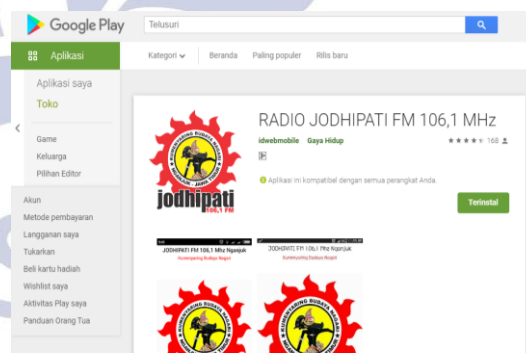 Google Play
Telusuri
Aplikasi
Kategori
Beranda
Paling populer
Rilis baru
Aplikasi saya
Toko
Game
Keluarga
Pilihan Editor
Akun
Metode pembayaran
Langganan saya
Tukarkan
Beli kartu hadiah
Wishlist saya
Aktivitas Play saya
Panduan Orang Tua
RADIO JODHIPATI FM 106,1 MHz
idwebmobile Gaya Hidup
168
Aplikasi ini kompatibel dengan semua perangkat Anda.
Terinstal
jodhipati
106,1 FM
JODHIPATI FM 106,1 Mhz Nganjuk
JODHIPATI FM 106,1 Mhz Nganjuk